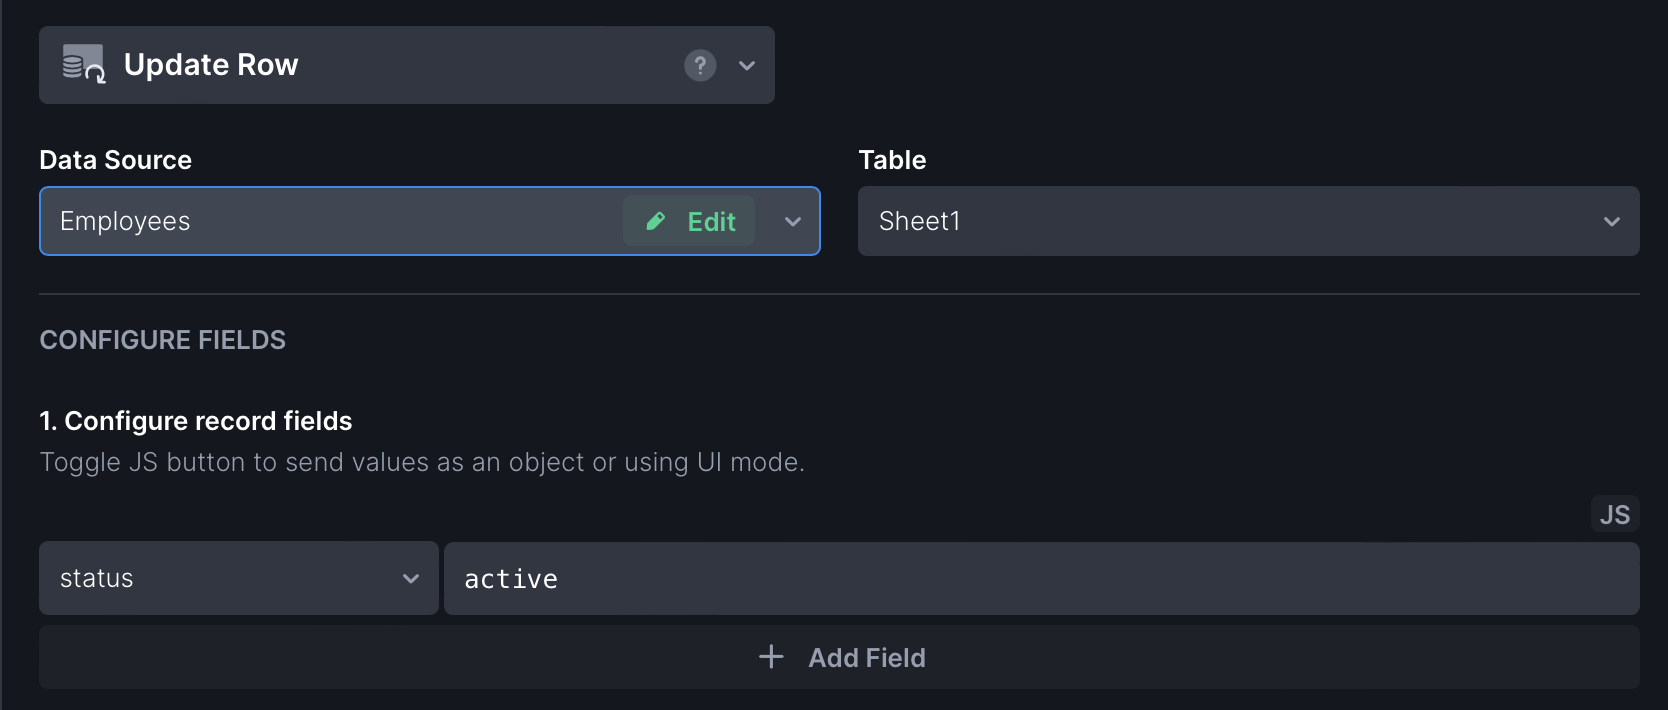 Update Row
?
Data Source
Table
Employees
Edit
Sheet1
CONFIGURE FIELDS
1. Configure record fields
Toggle JS button to send values as an object or using UI mode.
JS
status
active
+ Add Field